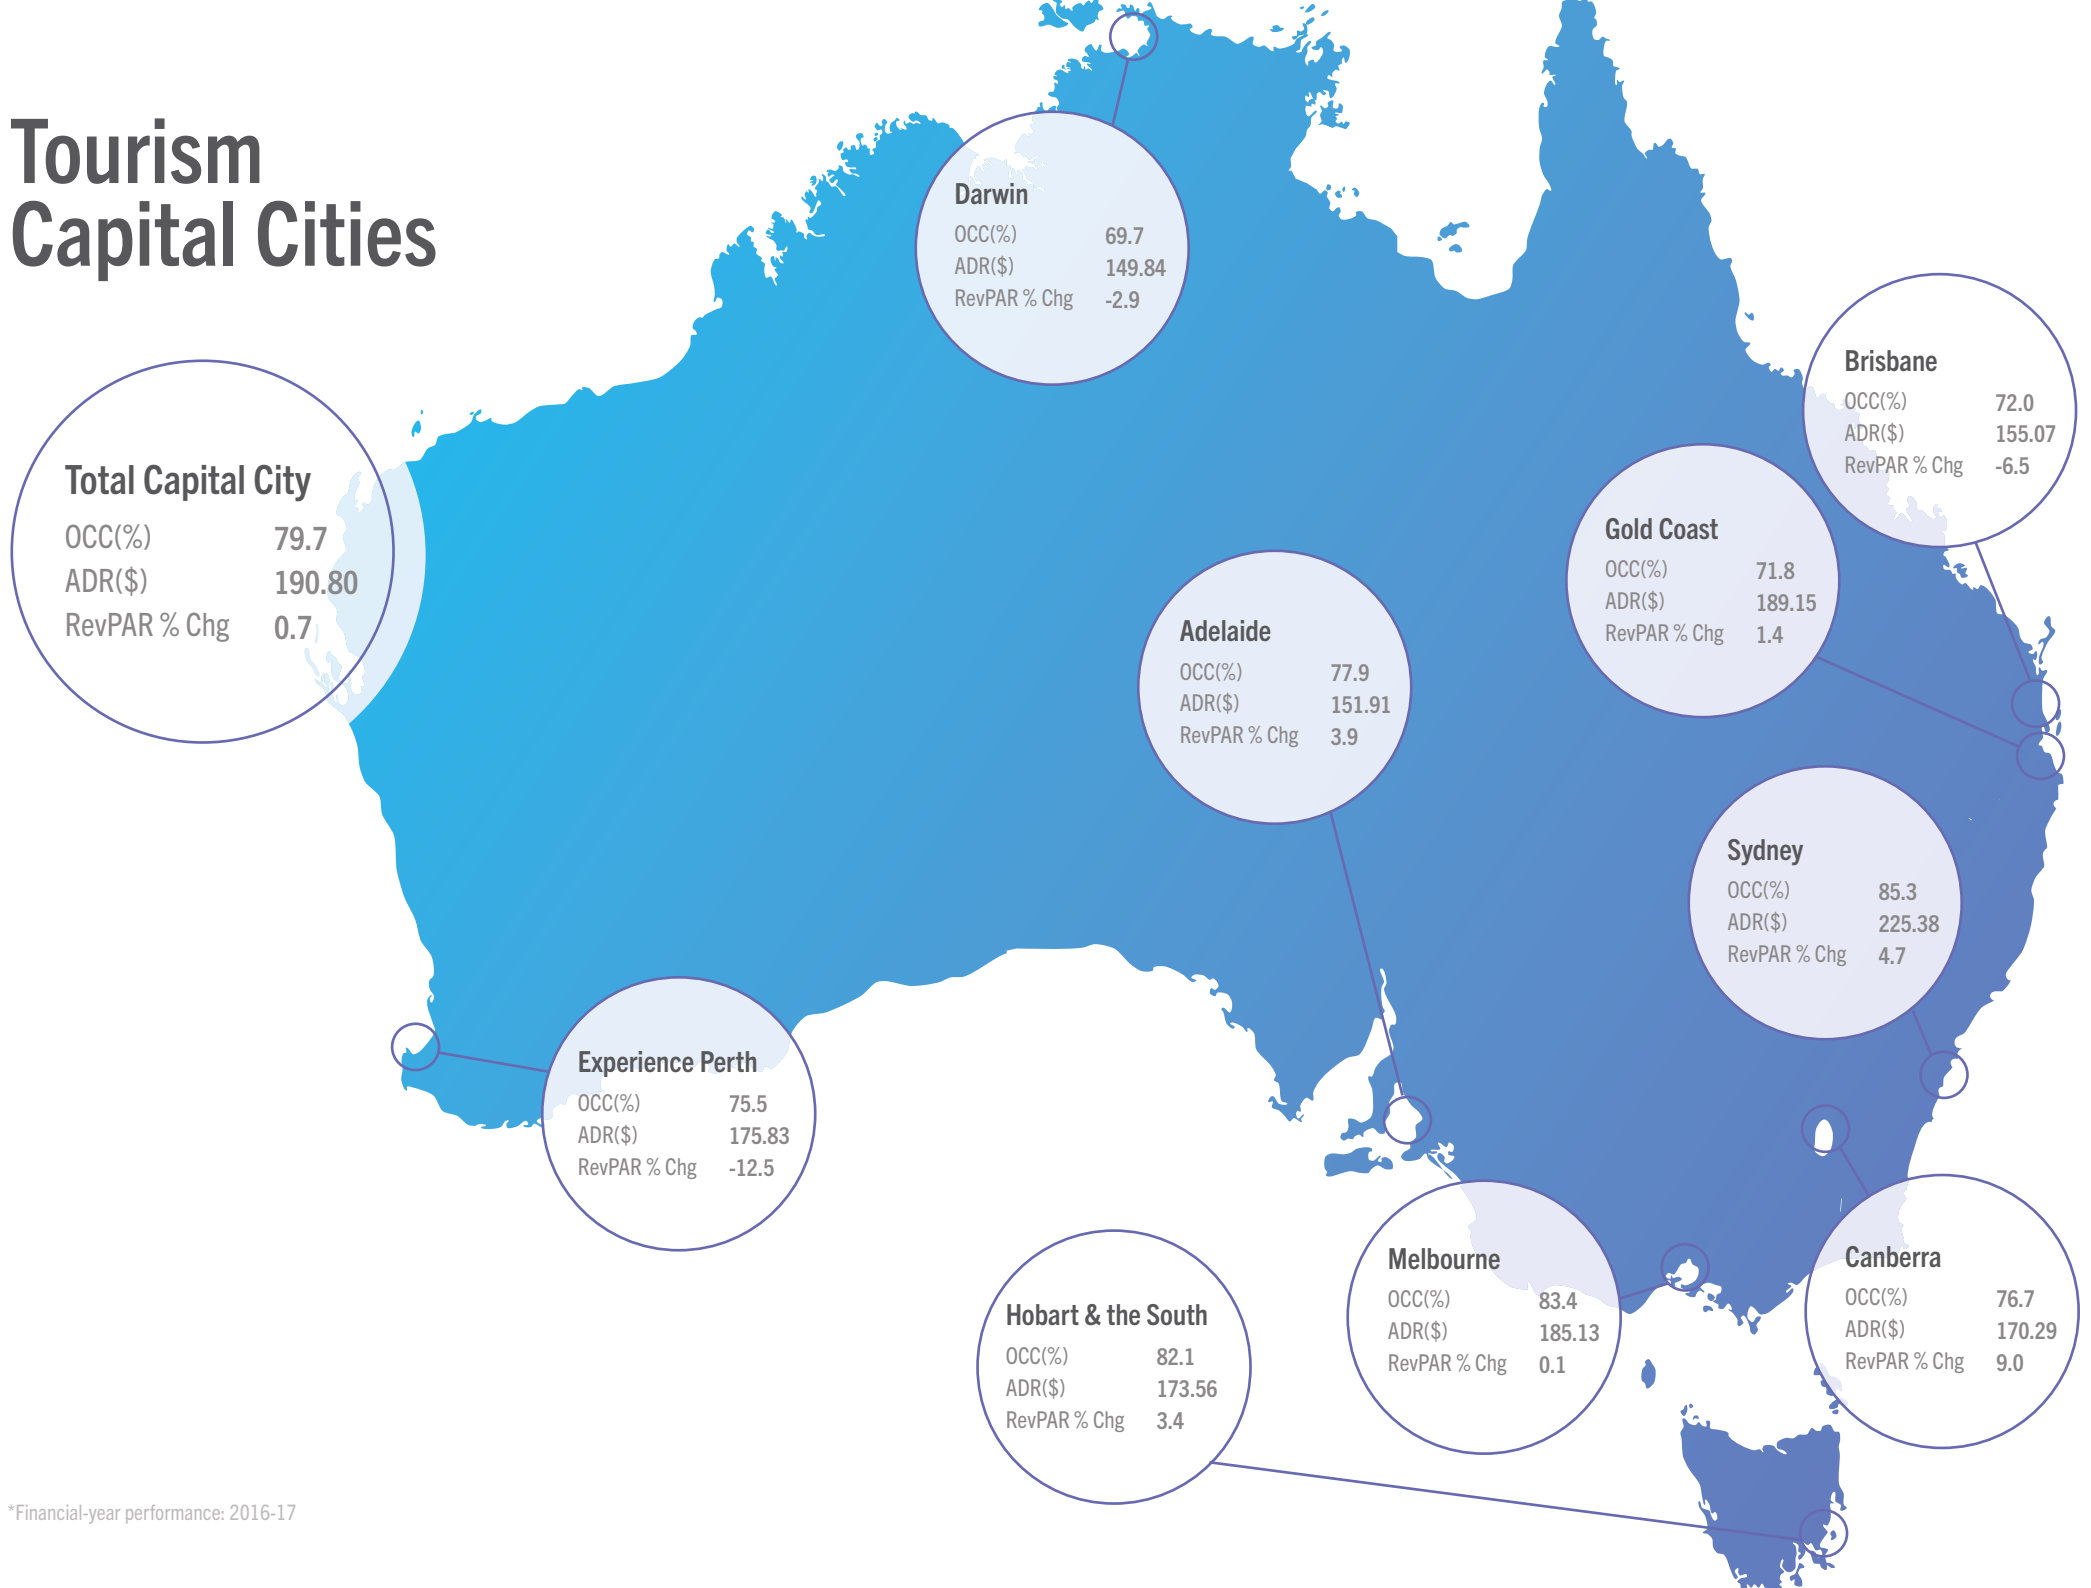 Tourism
Capital Cities
Darwin
OCC(%) 69.7
ADR($) 149.84
RevPAR % Chg -2.9
Brisbane
OCC(%) 72.0
ADR($) 155.07
RevPAR % Chg -6.5
Total Capital City
OCC(%) 79.7
ADR($) 190.80
RevPAR % Chg 0.7
Gold Coast
OCC(%) 71.8
ADR($) 189.15
RevPAR % Chg 1.4
Adelaide
OCC(%) 77.9
ADR($) 151.91
RevPAR % Chg 3.9
Sydney
OCC(%) 85.3
ADR($) 225.38
RevPAR % Chg 4.7
Experience Perth
OCC(%) 75.5
ADR($) 175.83
RevPAR % Chg -12.5
Melbourne
OCC(%) 83.4
ADR($) 185.13
RevPAR % Chg 0.1
Canberra
OCC(%) 76.7
ADR($) 170.29
RevPAR % Chg 9.0
Hobart & the South
OCC(%) 82.1
ADR($) 173.56
RevPAR % Chg 3.4
*Financial-year performance: 2016-17